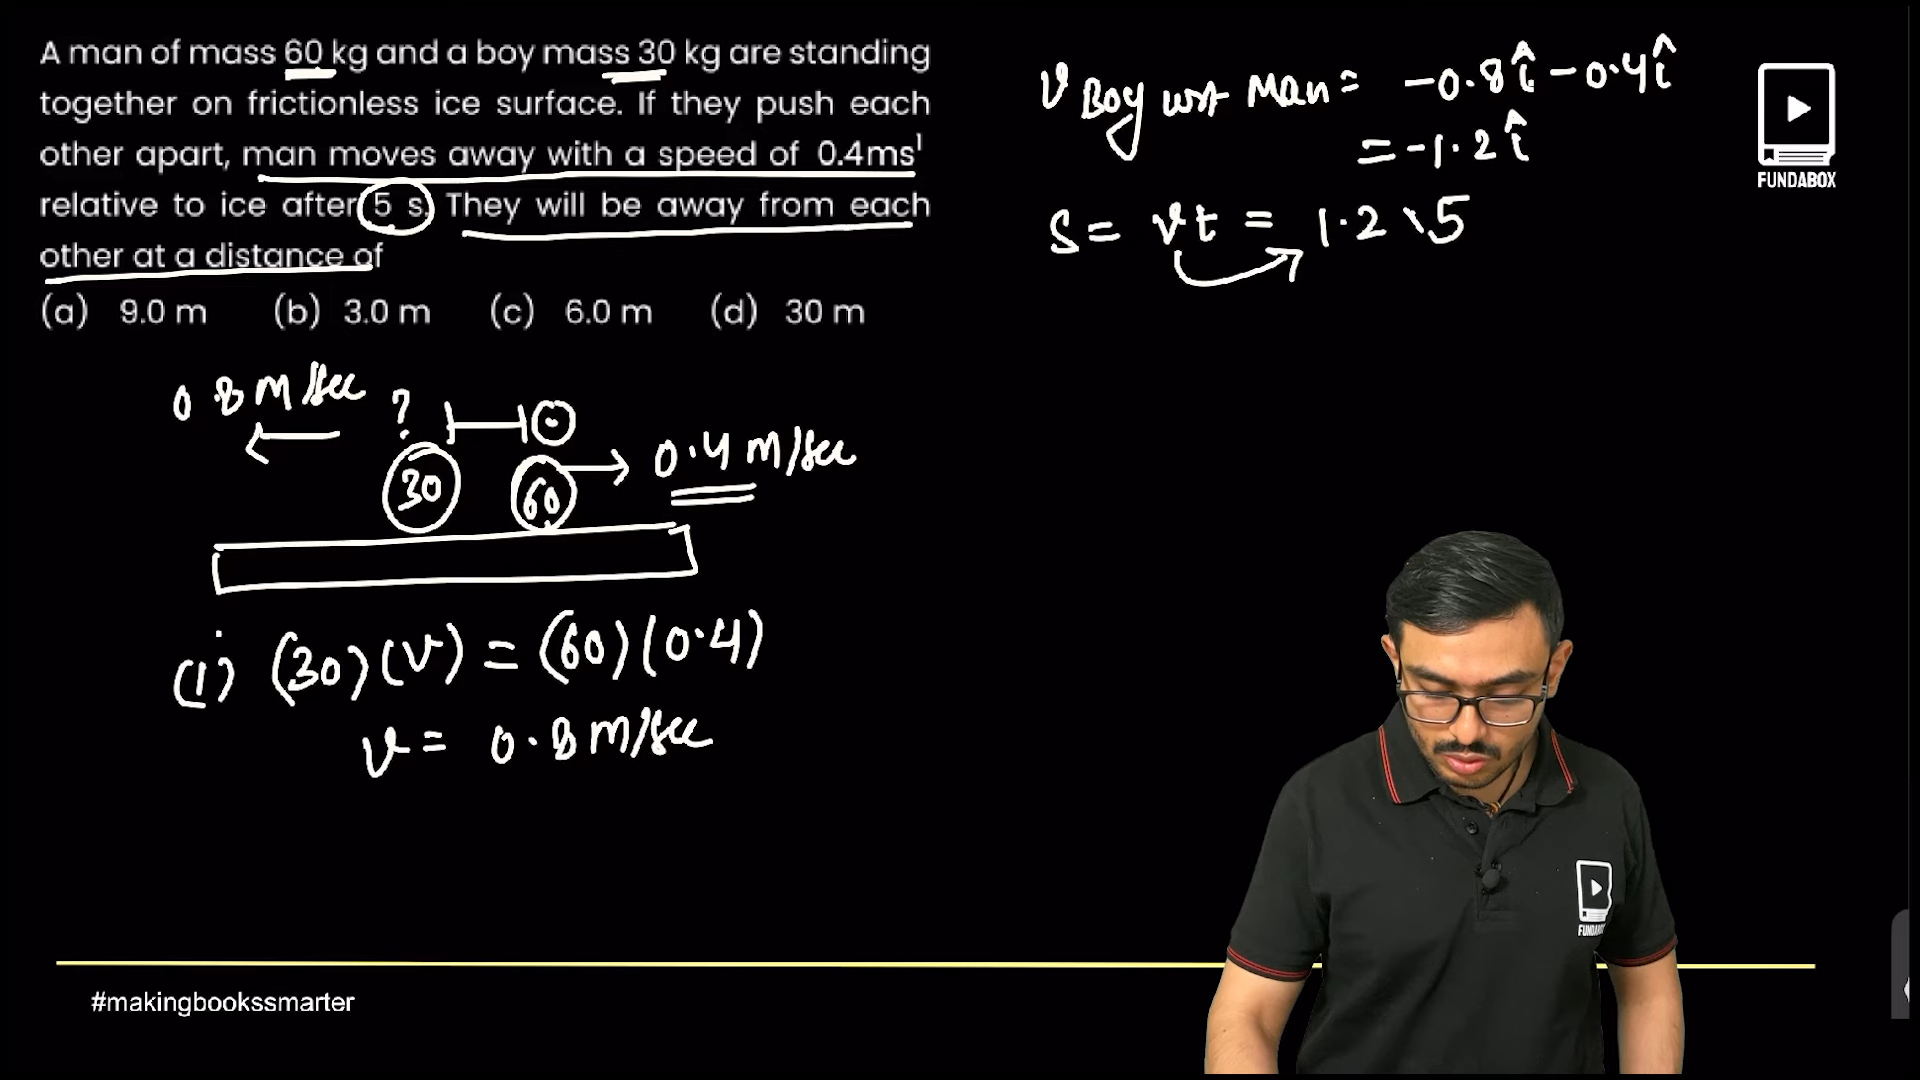 A man of mass 60 kg and a boy mass 30 kg are standing
together on frictionless ice surface. If they push each
other apart, man moves away with a speed of 0.4ms¹
relative to ice after 5 s. They will be away from each
other at a distance of
(a) 9.0 m (b) 3.0 m (c) 6.0 m (d) 30 m
0.8 m/sec
?
30
60
0.4 m/sec
(1) (30)(v) = (60)(0.4)
v = 0.8 m/sec
v Boy wrt Man = -0.8î -0.4î
= -1.2î
S = vt = 1.2 \ 5
FUNDABOX
#makingbookssmarter